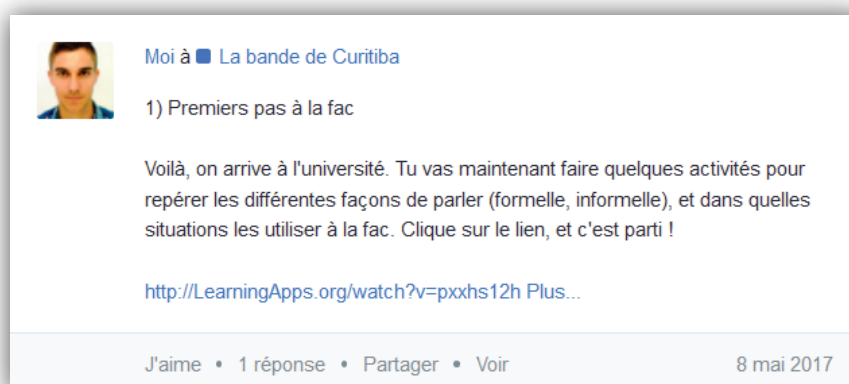 Moi à La bande de Curitiba
1) Premiers pas à la fac
Voilà, on arrive à l'université. Tu vas maintenant faire quelques activités pour
repérer les différentes façons de parler (formelle, informelle), et dans quelles
situations les utiliser à la fac. Clique sur le lien, et c'est parti !
http://LearningApps.org/watch?v=pxxhs12h Plus...
J'aime • 1 réponse • Partager • Voir 8 mai 2017